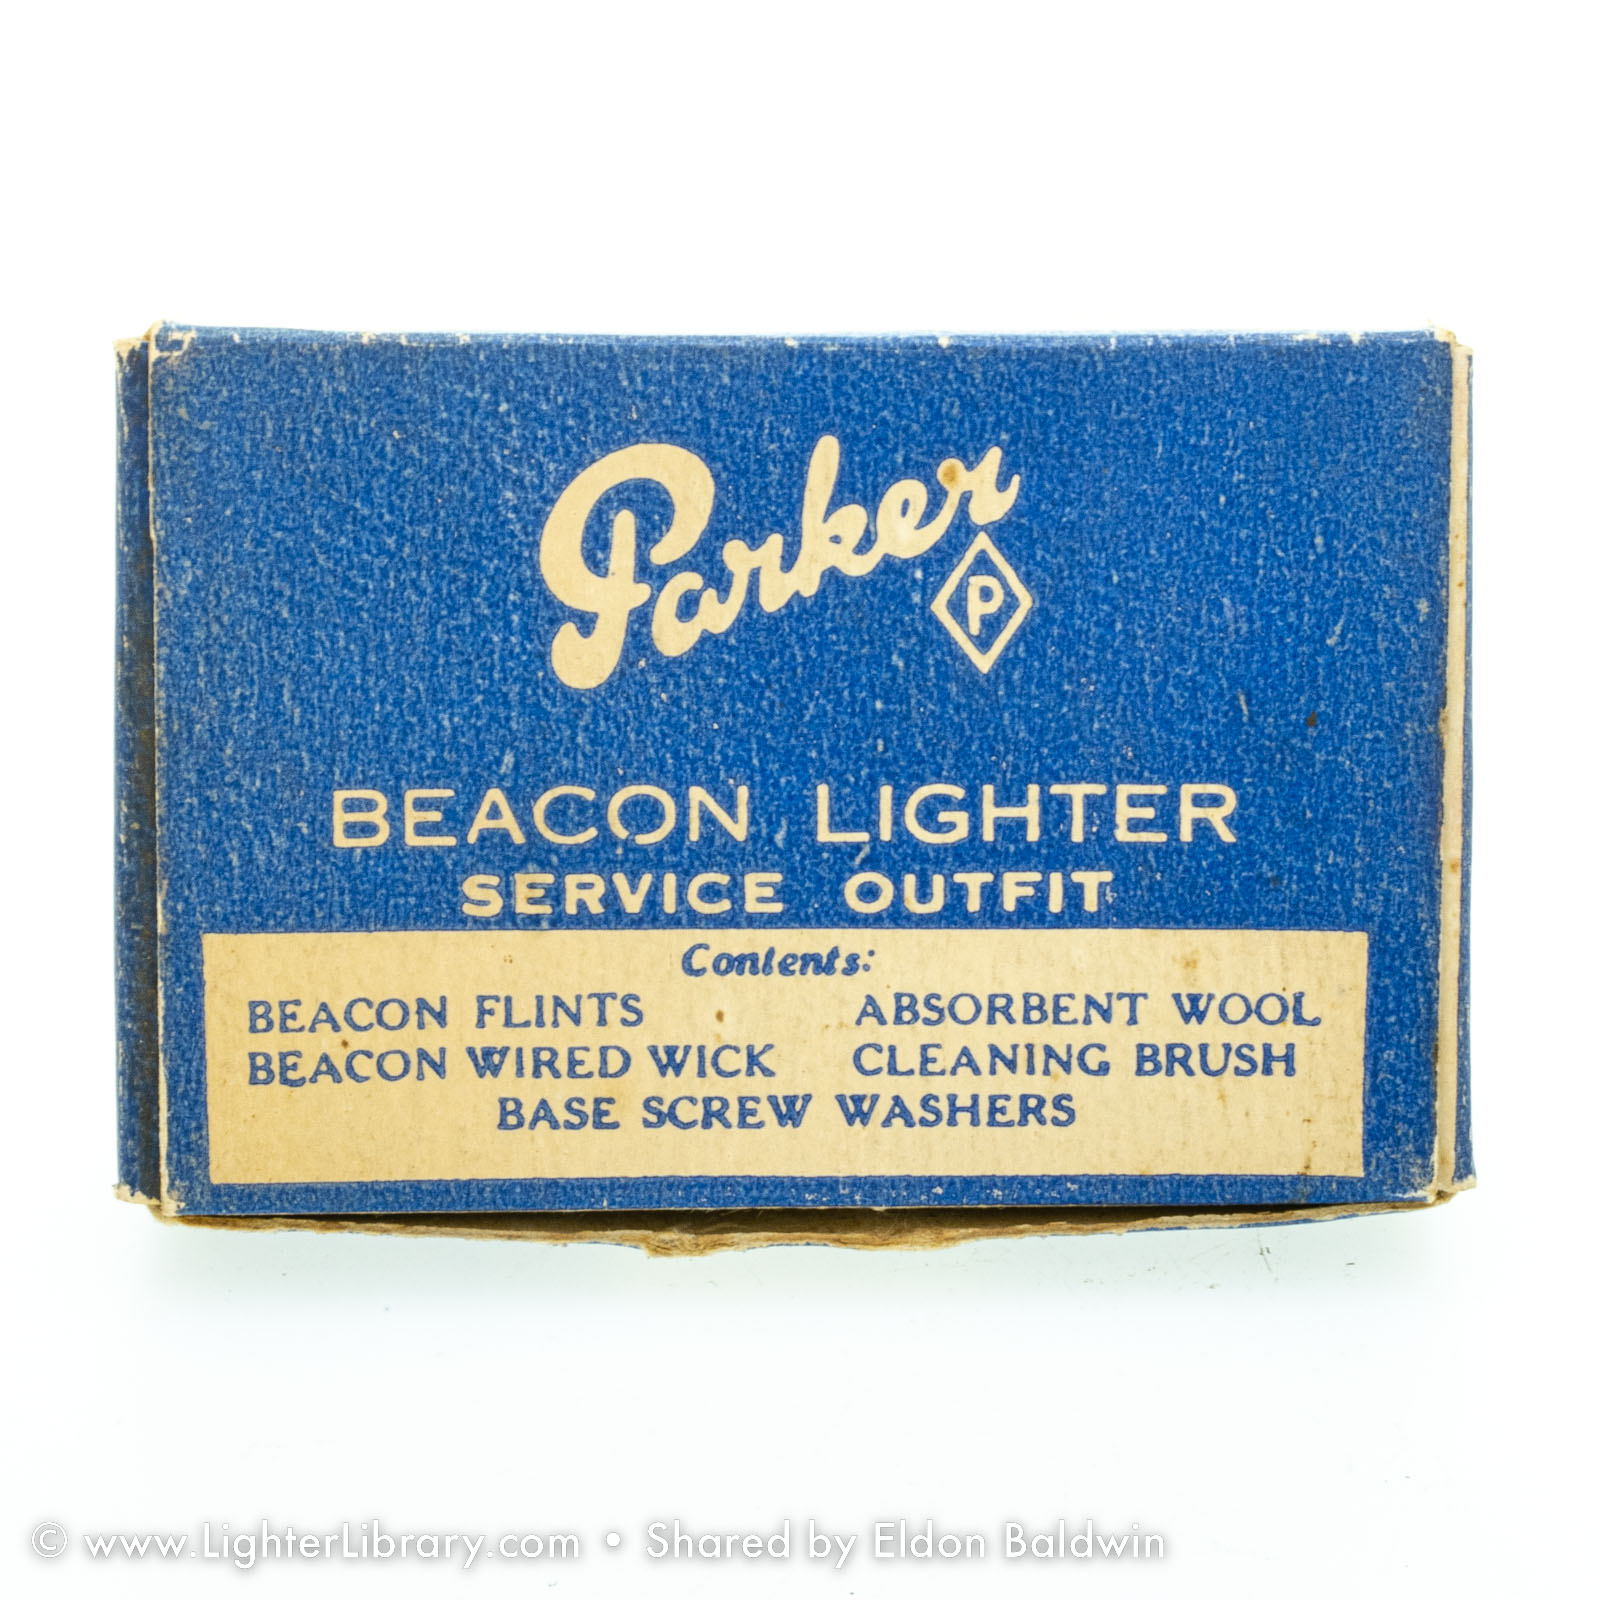 Parker
P
BEACON LIGHTER
SERVICE OUTFIT
Contents:
BEACON FLINTS ABSORBENT WOOL
BEACON WIRED WICK CLEANING BRUSH
BASE SCREW WASHERS
© www.LighterLibrary.com • Shared by Eldon Baldwin